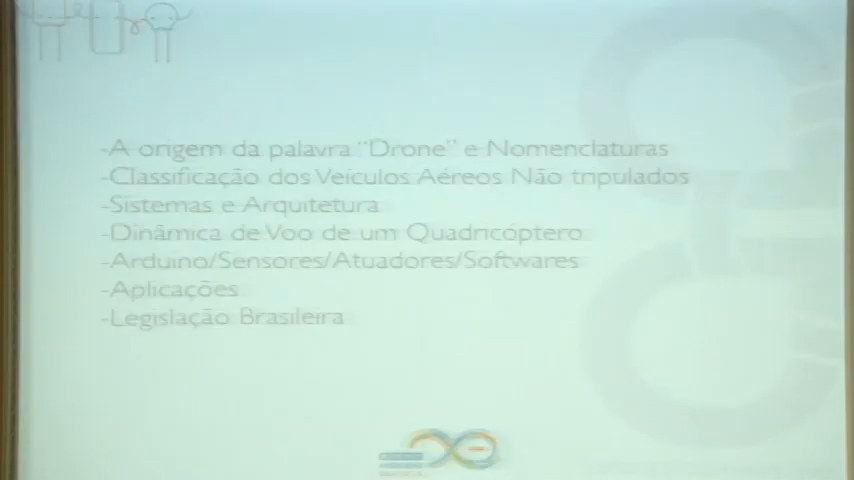 -A origem da palavra "Drone" e Nomenclaturas
-Classificação dos Veículos Aéreos Não tripulados
-Sistemas e Arquitetura
-Dinâmica de Voo de um Quadricóptero
-Arduino/Sensores/Atuadores/Softwares
-Aplicações
-Legislação Brasileira